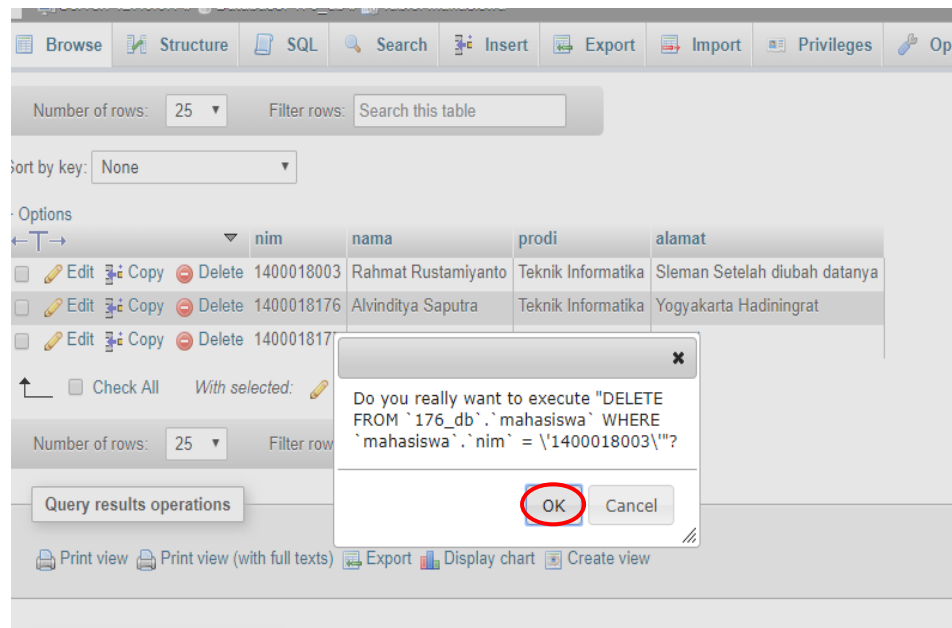 Browse Structure SQL Search Insert Export Import Privileges Op
Number of rows: 25 Filter rows: Search this table
Sort by key: None
Options
nim nama prodi alamat
Edit Copy Delete 1400018003 Rahmat Rustamiyanto Teknik Informatika Sleman Setelah diubah datanya
Edit Copy Delete 1400018176 Alvinditya Saputra Teknik Informatika Yogyakarta Hadiningrat
Edit Copy Delete
Check All With selected:
Number of rows: 25 Filter row
Do you really want to execute "DELETE
FROM `176_db`.`mahasiswa` WHERE
`mahasiswa`.`nim` = \'1400018003\'"?
OK Cancel
Query results operations
Print view Print view (with full texts) Export Display chart Create view